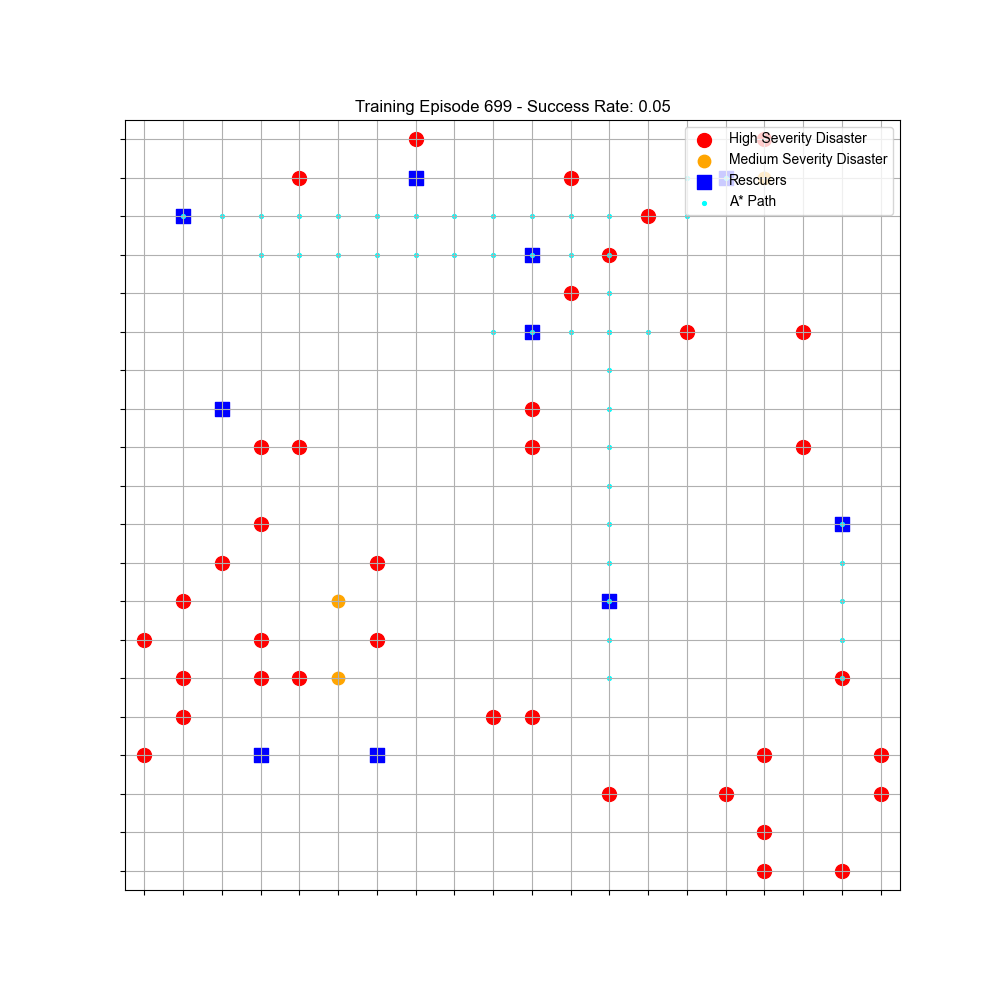 Training Episode 699 - Success Rate: 0.05
High Severity Disaster
Medium Severity Disaster
Rescuers
A* Path